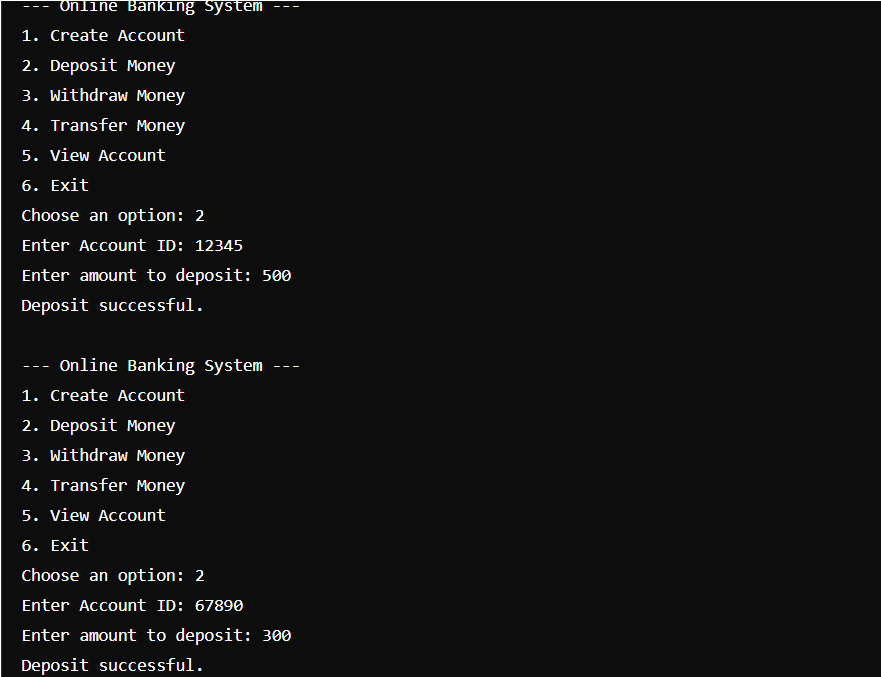 --- Online Banking System ---
1. Create Account
2. Deposit Money
3. Withdraw Money
4. Transfer Money
5. View Account
6. Exit
Choose an option: 2
Enter Account ID: 12345
Enter amount to deposit: 500
Deposit successful.
--- Online Banking System ---
1. Create Account
2. Deposit Money
3. Withdraw Money
4. Transfer Money
5. View Account
6. Exit
Choose an option: 2
Enter Account ID: 67890
Enter amount to deposit: 300
Deposit successful.